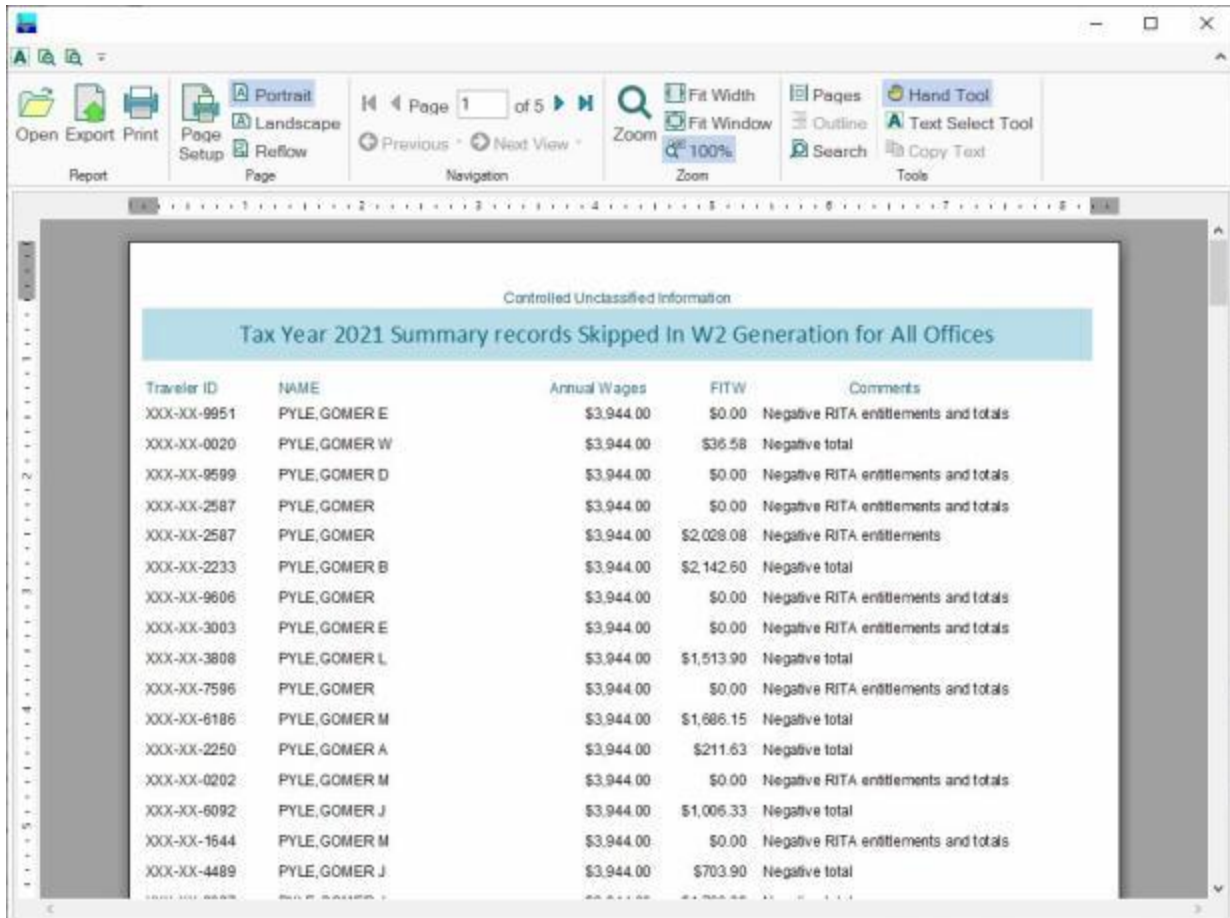 Open Export Print
Page Setup
Portrait
Landscape
Reflow
Page 1 of 5
Previous Next View
Zoom
Fit Width
Fit Window
100%
Pages
Outline
Search
Hand Tool
Text Select Tool
Copy Text
Report Page Navigation Zoom Tools
1 2 3 4 5 6 7 8
Controlled Unclassified Information
Tax Year 2021 Summary records Skipped In W2 Generation for All Offices
Traveler ID NAME Annual Wages FITW Comments
XXX-XX-9951 PYLE,GOMER E $3,944.00 $0.00 Negative RITA entitlements and totals
XXX-XX-0020 PYLE,GOMER W $3,944.00 $36.58 Negative total
XXX-XX-9599 PYLE,GOMER D $3,944.00 $0.00 Negative RITA entitlements and totals
XXX-XX-2587 PYLE,GOMER $3,944.00 $0.00 Negative RITA entitlements and totals
XXX-XX-2587 PYLE,GOMER $3,944.00 $2,028.08 Negative RITA entitlements
XXX-XX-2233 PYLE,GOMER B $3,944.00 $2,142.60 Negative total
XXX-XX-9606 PYLE,GOMER $3,944.00 $0.00 Negative RITA entitlements and totals
XXX-XX-3003 PYLE,GOMER E $3,944.00 $0.00 Negative RITA entitlements and totals
XXX-XX-3808 PYLE,GOMER L $3,944.00 $1,513.90 Negative total
XXX-XX-7596 PYLE,GOMER $3,944.00 $0.00 Negative RITA entitlements and totals
XXX-XX-6186 PYLE,GOMER M $3,944.00 $1,686.15 Negative total
XXX-XX-2250 PYLE,GOMER A $3,944.00 $211.63 Negative total
XXX-XX-0202 PYLE,GOMER M $3,944.00 $0.00 Negative RITA entitlements and totals
XXX-XX-6092 PYLE,GOMER J $3,944.00 $1,006.33 Negative total
XXX-XX-1644 PYLE,GOMER M $3,944.00 $0.00 Negative RITA entitlements and totals
XXX-XX-4489 PYLE,GOMER J $3,944.00 $703.90 Negative total